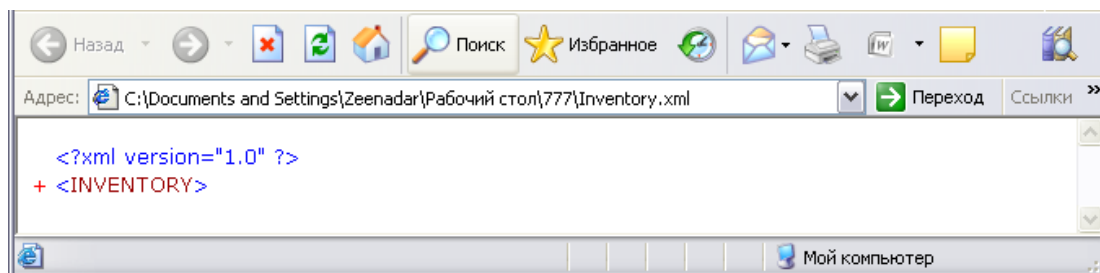 Назад Поиск Избранное
Адрес: C:\Documents and Settings\Zeenadar\Рабочий стол\777\Inventory.xml Переход Ссылки »
<?xml version="1.0" ?>
+ <INVENTORY>
Мой компьютер